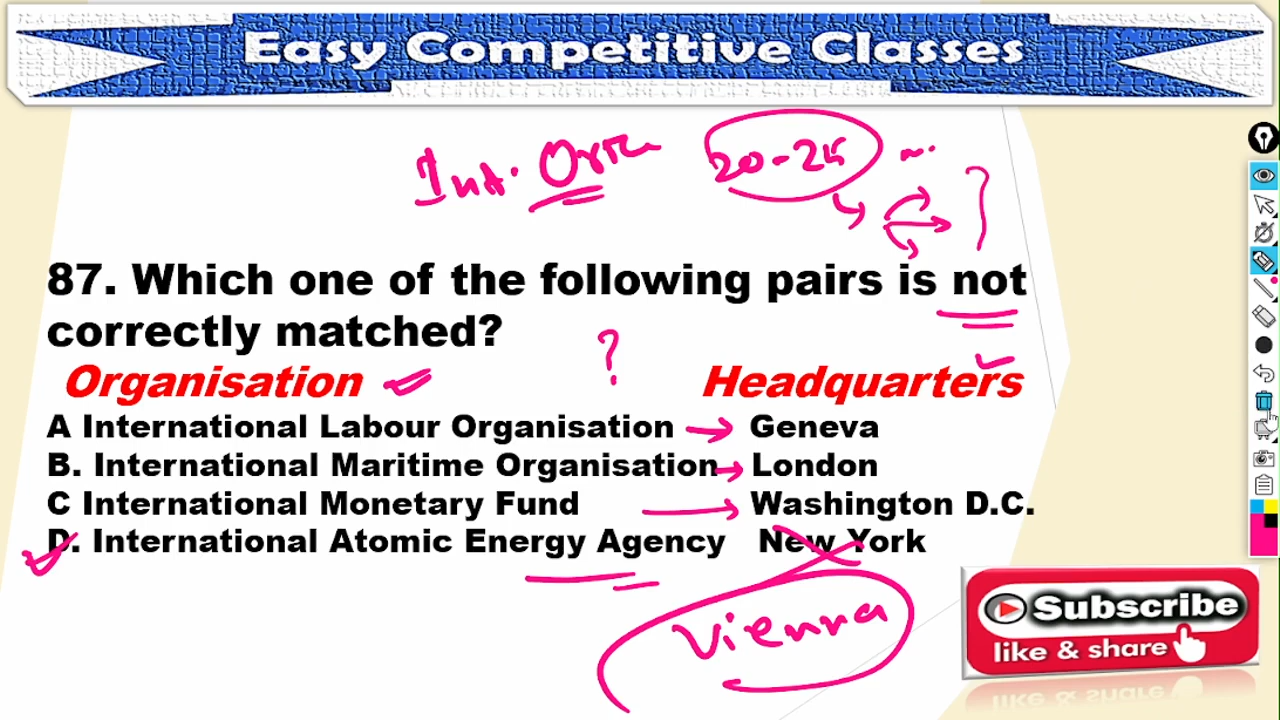 Easy Competitive Classes
Int. 20-25
87. Which one of the following pairs is not
correctly matched?
?
Organisation Headquarters
A International Labour Organisation → Geneva
B. International Maritime Organisation → London
C International Monetary Fund → Washington D.C.
D. International Atomic Energy Agency New York
Vienna
Subscribe
like & share